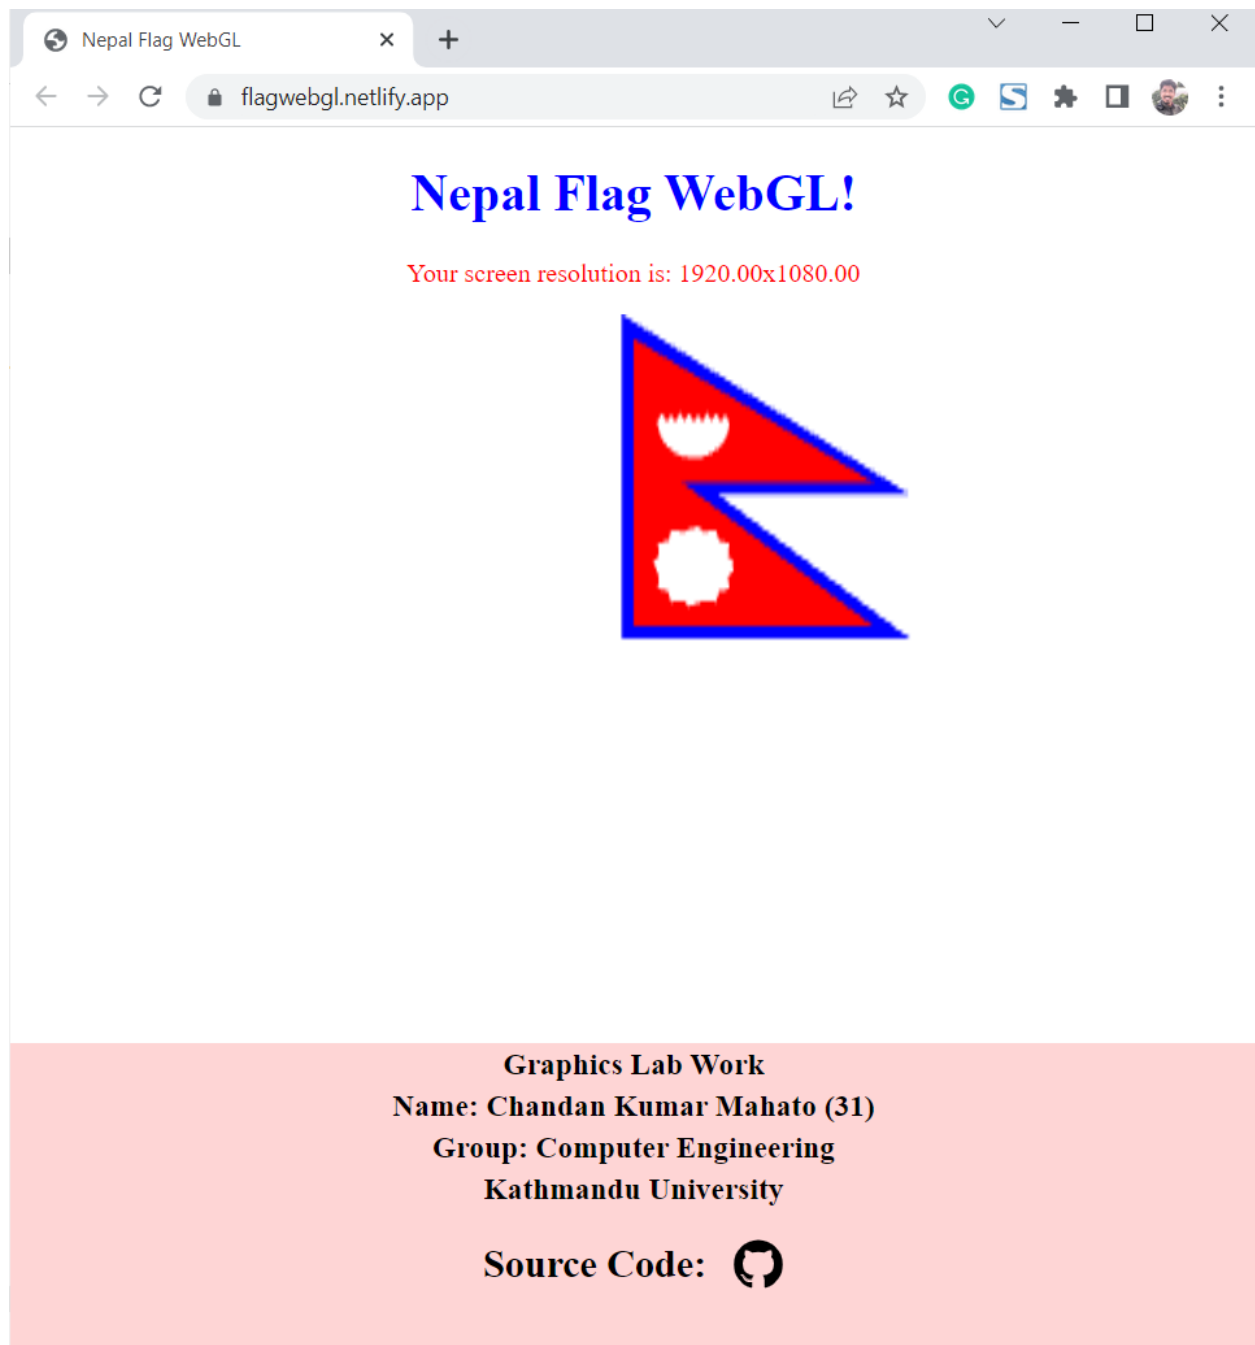 Nepal Flag WebGL
flagwebgl.netlify.app
G
S
Nepal Flag WebGL!
Your screen resolution is: 1920.00x1080.00
Graphics Lab Work
Name: Chandan Kumar Mahato (31)
Group: Computer Engineering
Kathmandu University
Source Code: